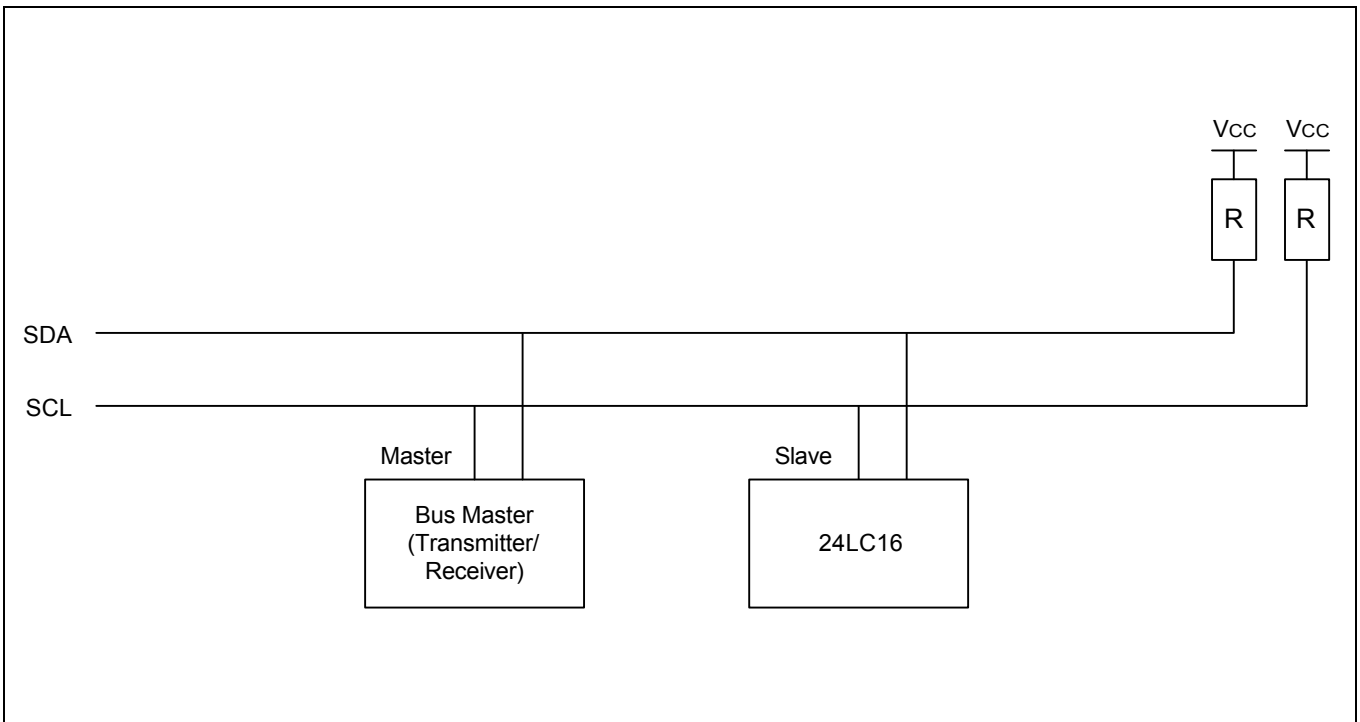 VCC VCC
R R
SDA
SCL
Master
Slave
Bus Master
(Transmitter/
Receiver)
24LC16